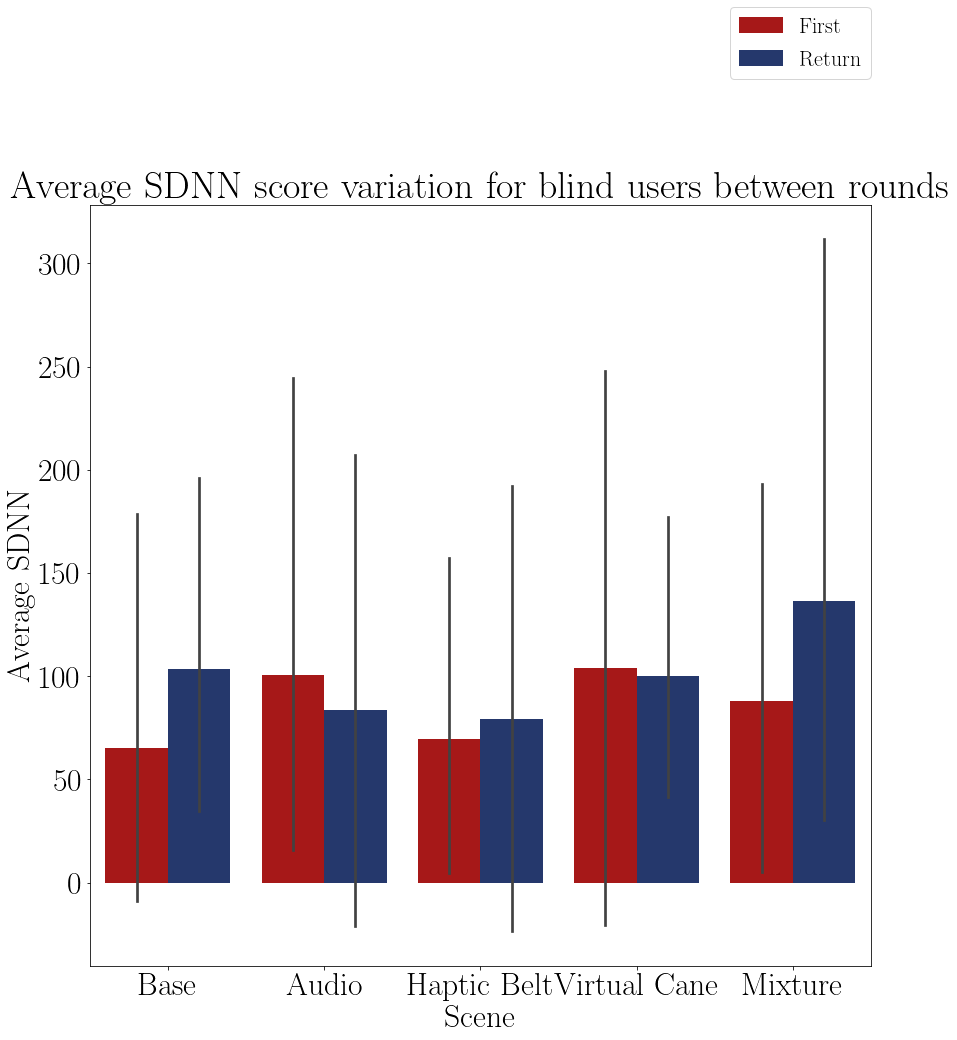 First
Return
Average SDNN score variation for blind users between rounds
300
250
200
150
100
50
0
Average SDNN
Base
Audio
Haptic Belt
Virtual Cane
Mixture
Scene